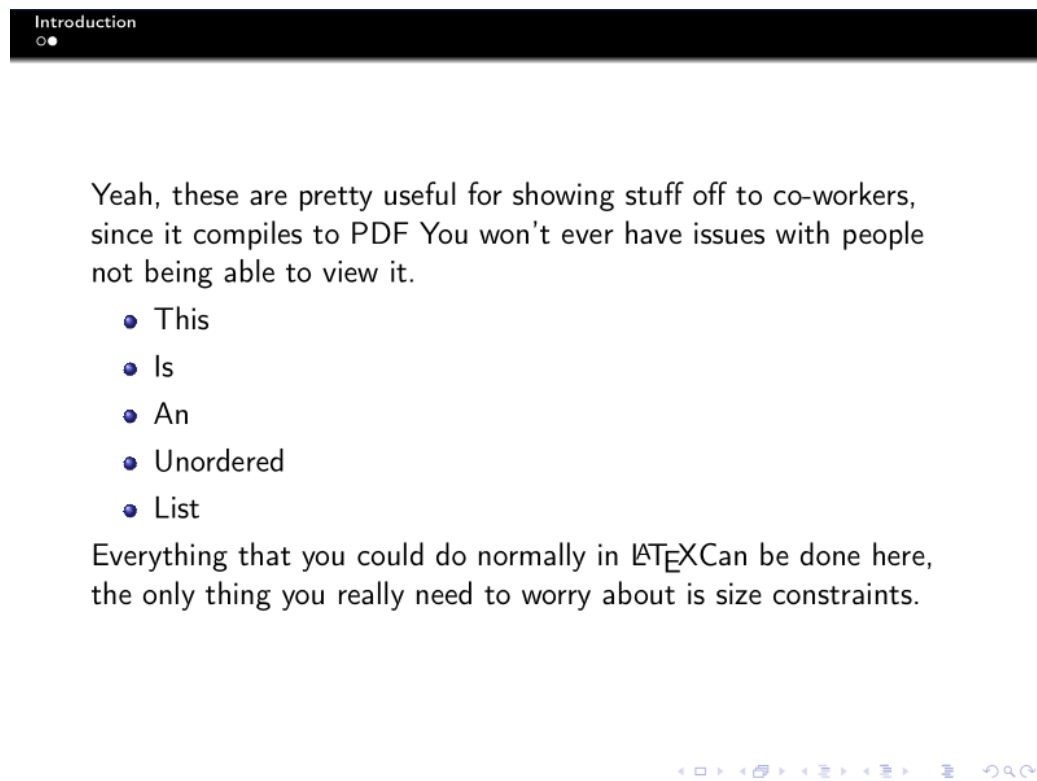 Introduction
Yeah, these are pretty useful for showing stuff off to co-workers,
since it compiles to PDF You won't ever have issues with people
not being able to view it.
This
Is
An
Unordered
List
Everything that you could do normally in LATEXCan be done here,
the only thing you really need to worry about is size constraints.